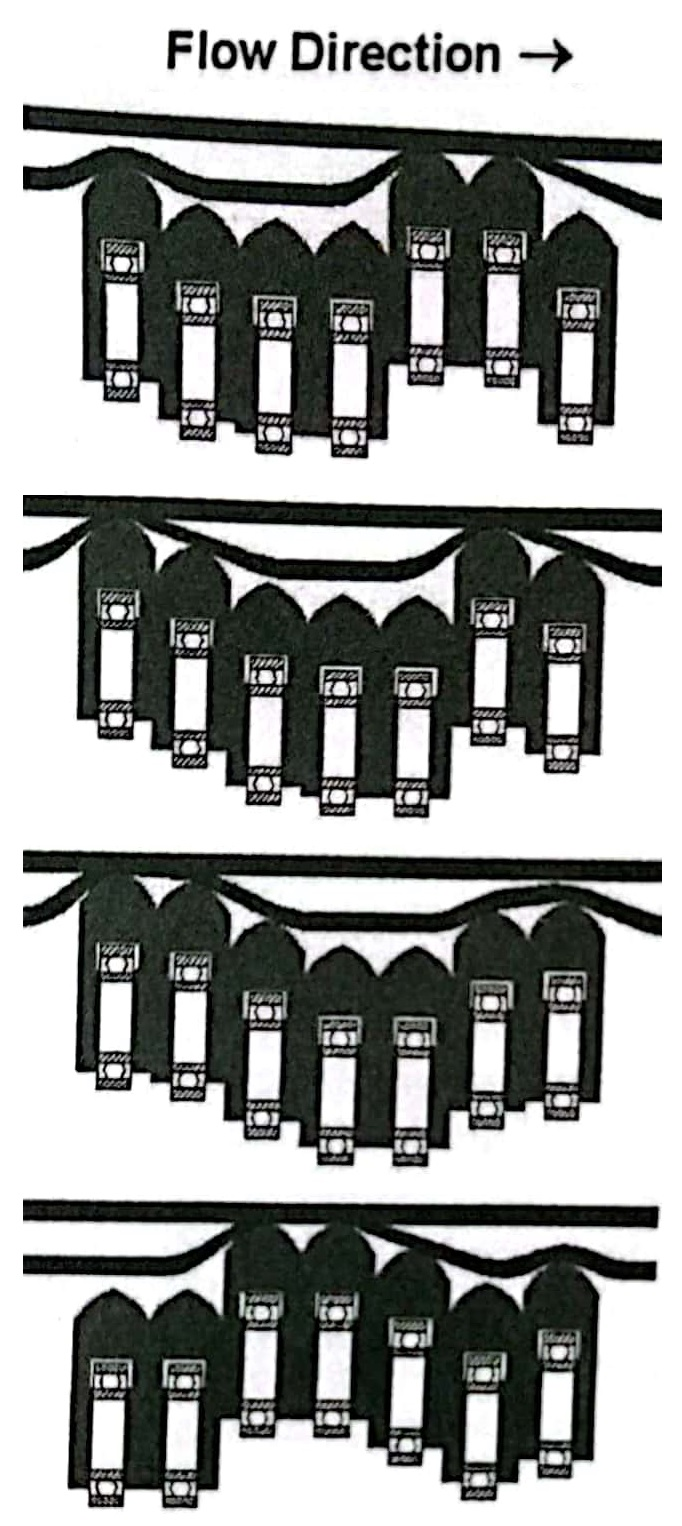 Flow Direction →